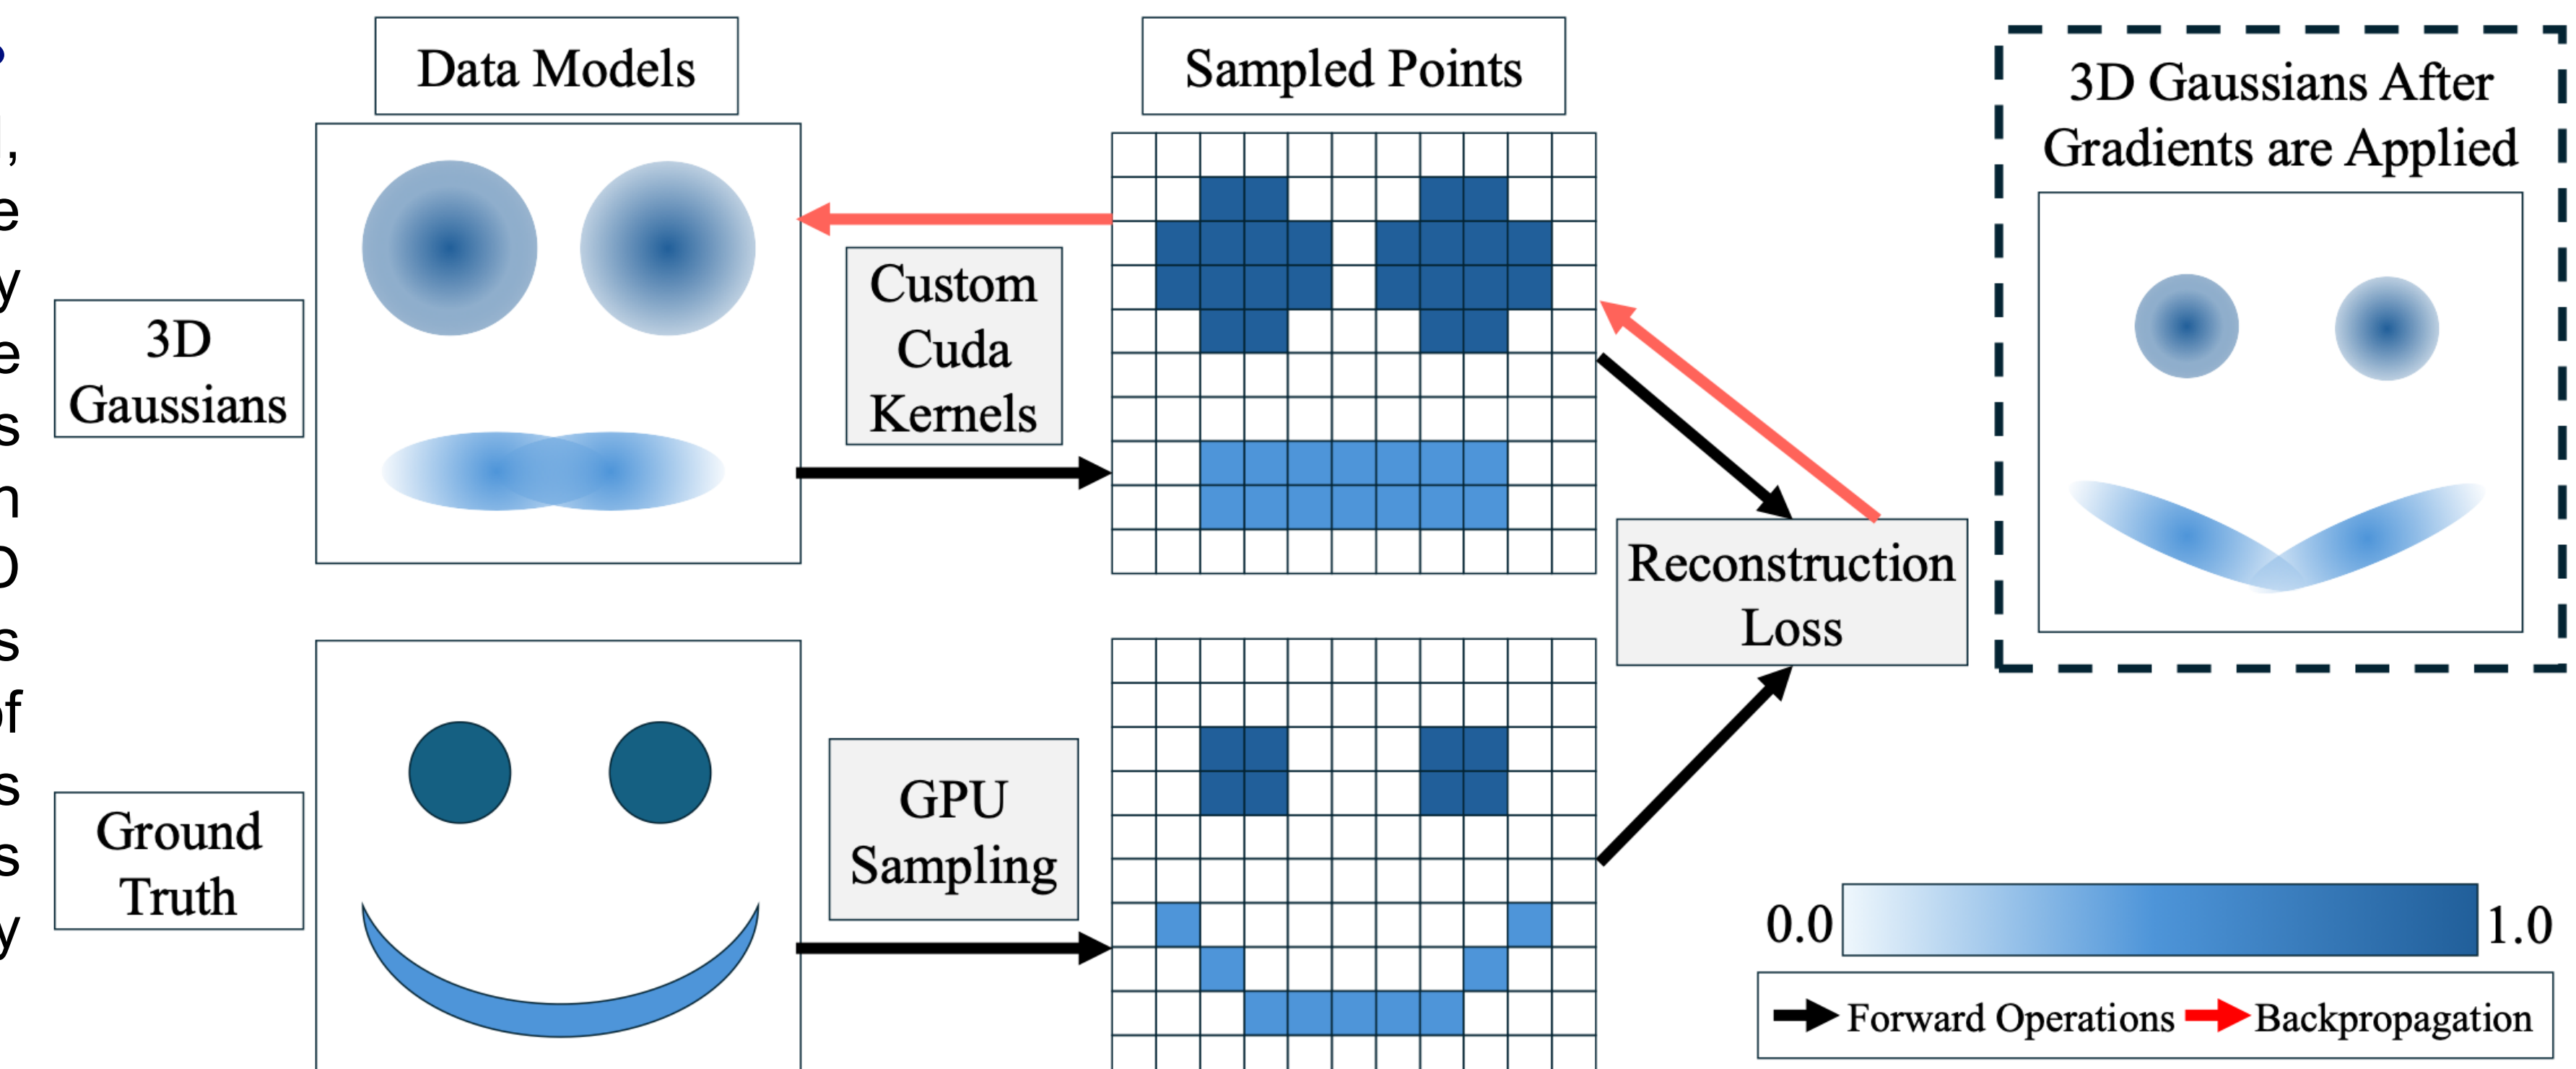 Data Models
Sampled Points
3D Gaussians After
Gradients are Applied
Custom
Cuda
Kernels
3D
Gaussians
Reconstruction
Loss
GPU
Sampling
Ground
Truth
0.0
1.0
Forward Operations
Backpropagation